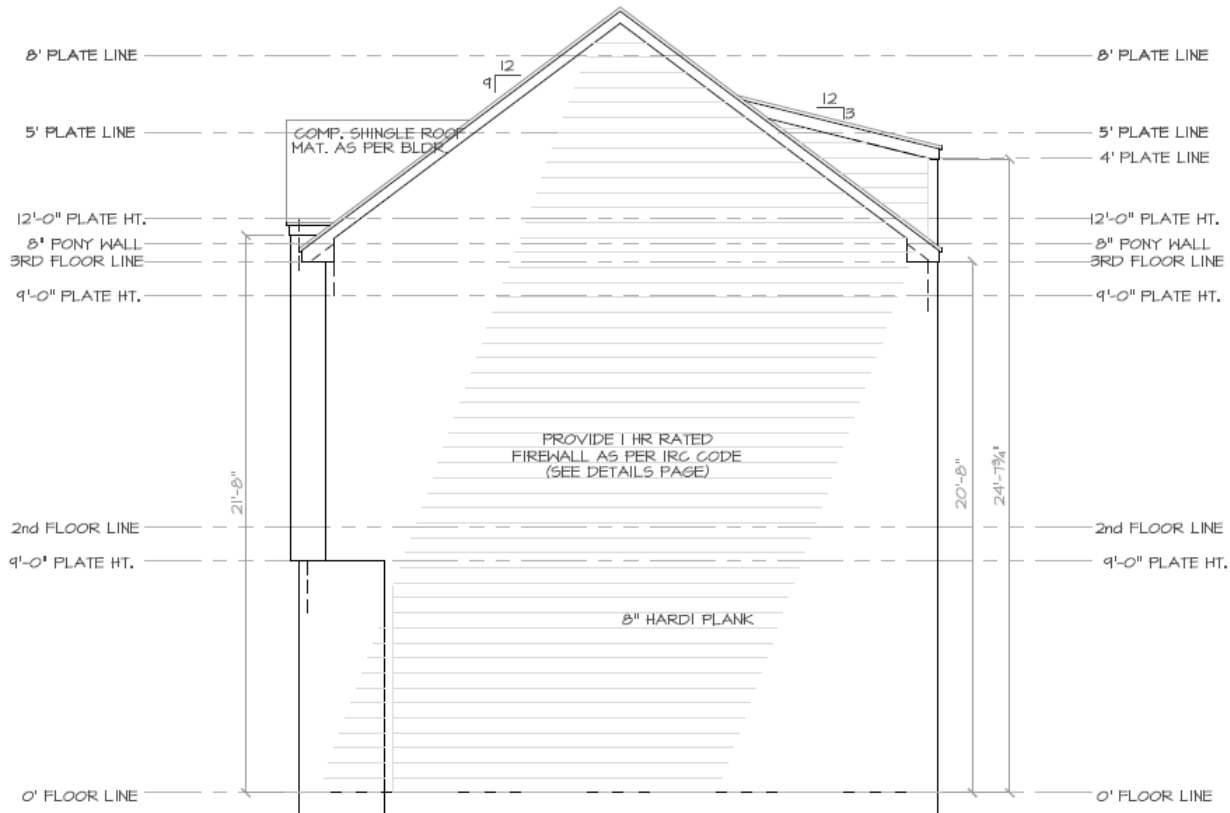 8' PLATE LINE
8' PLATE LINE
12
9
12
3
5' PLATE LINE
COMP. SHINGLE ROOF
MAT. AS PER BLDR
5' PLATE LINE
4' PLATE LINE
12'-0" PLATE HT.
12'-0" PLATE HT.
8" PONY WALL
8" PONY WALL
3RD FLOOR LINE
3RD FLOOR LINE
9'-0" PLATE HT.
9'-0" PLATE HT.
PROVIDE 1 HR RATED
FIREWALL AS PER IRC CODE
(SEE DETAILS PAGE)
21'-8"
20'-8"
24'-7¾"
2nd FLOOR LINE
2nd FLOOR LINE
9'-0" PLATE HT.
9'-0" PLATE HT.
8" HARDI PLANK
0' FLOOR LINE
0' FLOOR LINE